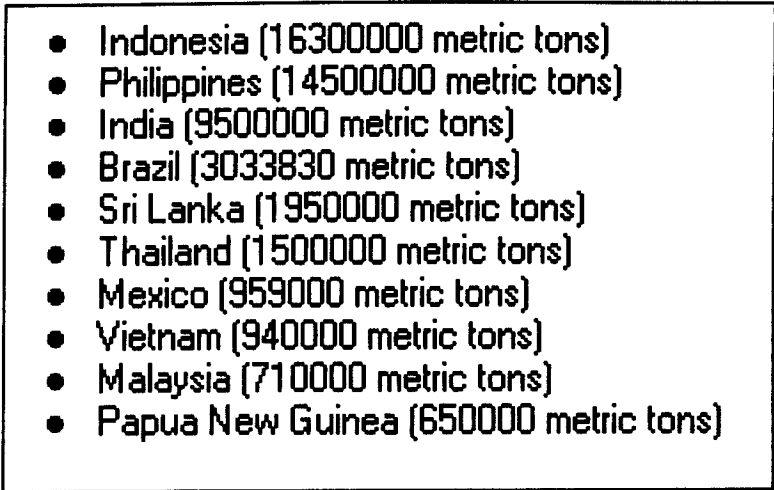 • Indonesia (16300000 metric tons)
• Philippines (14500000 metric tons)
• India (9500000 metric tons)
• Brazil (3033830 metric tons)
• Sri Lanka (1950000 metric tons)
• Thailand (1500000 metric tons)
• Mexico (959000 metric tons)
• Vietnam (940000 metric tons)
• Malaysia (710000 metric tons)
• Papua New Guinea (650000 metric tons)